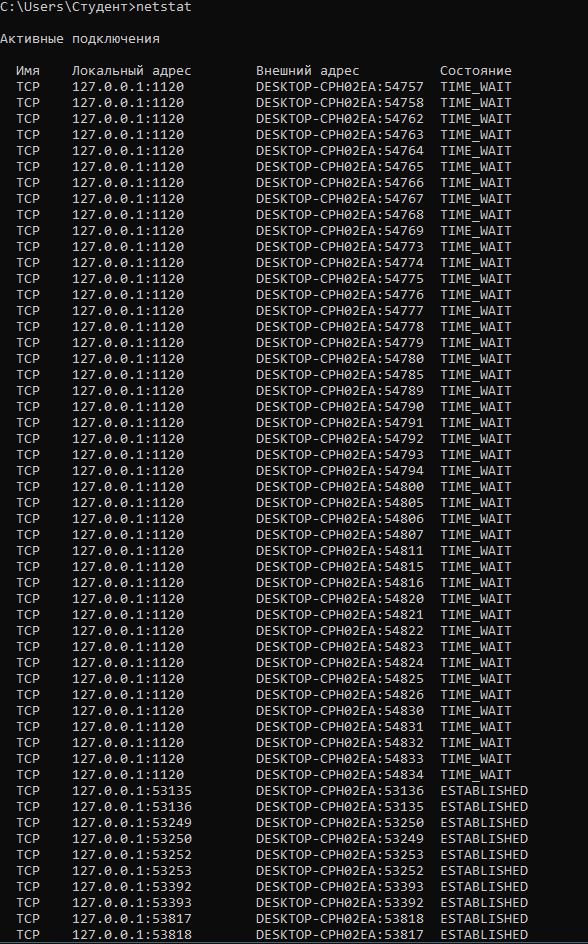 C:\Users\Студент>netstat
Активные подключения
Имя Локальный адрес Внешний адрес Состояние
TCP 127.0.0.1:1120 DESKTOP-CPH02EA:54757 TIME_WAIT
TCP 127.0.0.1:1120 DESKTOP-CPH02EA:54758 TIME_WAIT
TCP 127.0.0.1:1120 DESKTOP-CPH02EA:54762 TIME_WAIT
TCP 127.0.0.1:1120 DESKTOP-CPH02EA:54763 TIME_WAIT
TCP 127.0.0.1:1120 DESKTOP-CPH02EA:54764 TIME_WAIT
TCP 127.0.0.1:1120 DESKTOP-CPH02EA:54765 TIME_WAIT
TCP 127.0.0.1:1120 DESKTOP-CPH02EA:54766 TIME_WAIT
TCP 127.0.0.1:1120 DESKTOP-CPH02EA:54767 TIME_WAIT
TCP 127.0.0.1:1120 DESKTOP-CPH02EA:54768 TIME_WAIT
TCP 127.0.0.1:1120 DESKTOP-CPH02EA:54769 TIME_WAIT
TCP 127.0.0.1:1120 DESKTOP-CPH02EA:54773 TIME_WAIT
TCP 127.0.0.1:1120 DESKTOP-CPH02EA:54774 TIME_WAIT
TCP 127.0.0.1:1120 DESKTOP-CPH02EA:54775 TIME_WAIT
TCP 127.0.0.1:1120 DESKTOP-CPH02EA:54776 TIME_WAIT
TCP 127.0.0.1:1120 DESKTOP-CPH02EA:54777 TIME_WAIT
TCP 127.0.0.1:1120 DESKTOP-CPH02EA:54778 TIME_WAIT
TCP 127.0.0.1:1120 DESKTOP-CPH02EA:54779 TIME_WAIT
TCP 127.0.0.1:1120 DESKTOP-CPH02EA:54780 TIME_WAIT
TCP 127.0.0.1:1120 DESKTOP-CPH02EA:54785 TIME_WAIT
TCP 127.0.0.1:1120 DESKTOP-CPH02EA:54789 TIME_WAIT
TCP 127.0.0.1:1120 DESKTOP-CPH02EA:54790 TIME_WAIT
TCP 127.0.0.1:1120 DESKTOP-CPH02EA:54791 TIME_WAIT
TCP 127.0.0.1:1120 DESKTOP-CPH02EA:54792 TIME_WAIT
TCP 127.0.0.1:1120 DESKTOP-CPH02EA:54793 TIME_WAIT
TCP 127.0.0.1:1120 DESKTOP-CPH02EA:54794 TIME_WAIT
TCP 127.0.0.1:1120 DESKTOP-CPH02EA:54800 TIME_WAIT
TCP 127.0.0.1:1120 DESKTOP-CPH02EA:54805 TIME_WAIT
TCP 127.0.0.1:1120 DESKTOP-CPH02EA:54806 TIME_WAIT
TCP 127.0.0.1:1120 DESKTOP-CPH02EA:54807 TIME_WAIT
TCP 127.0.0.1:1120 DESKTOP-CPH02EA:54811 TIME_WAIT
TCP 127.0.0.1:1120 DESKTOP-CPH02EA:54815 TIME_WAIT
TCP 127.0.0.1:1120 DESKTOP-CPH02EA:54816 TIME_WAIT
TCP 127.0.0.1:1120 DESKTOP-CPH02EA:54820 TIME_WAIT
TCP 127.0.0.1:1120 DESKTOP-CPH02EA:54821 TIME_WAIT
TCP 127.0.0.1:1120 DESKTOP-CPH02EA:54822 TIME_WAIT
TCP 127.0.0.1:1120 DESKTOP-CPH02EA:54823 TIME_WAIT
TCP 127.0.0.1:1120 DESKTOP-CPH02EA:54824 TIME_WAIT
TCP 127.0.0.1:1120 DESKTOP-CPH02EA:54825 TIME_WAIT
TCP 127.0.0.1:1120 DESKTOP-CPH02EA:54826 TIME_WAIT
TCP 127.0.0.1:1120 DESKTOP-CPH02EA:54830 TIME_WAIT
TCP 127.0.0.1:1120 DESKTOP-CPH02EA:54831 TIME_WAIT
TCP 127.0.0.1:1120 DESKTOP-CPH02EA:54832 TIME_WAIT
TCP 127.0.0.1:1120 DESKTOP-CPH02EA:54833 TIME_WAIT
TCP 127.0.0.1:1120 DESKTOP-CPH02EA:54834 TIME_WAIT
TCP 127.0.0.1:53135 DESKTOP-CPH02EA:53136 ESTABLISHED
TCP 127.0.0.1:53136 DESKTOP-CPH02EA:53135 ESTABLISHED
TCP 127.0.0.1:53249 DESKTOP-CPH02EA:53250 ESTABLISHED
TCP 127.0.0.1:53250 DESKTOP-CPH02EA:53249 ESTABLISHED
TCP 127.0.0.1:53252 DESKTOP-CPH02EA:53253 ESTABLISHED
TCP 127.0.0.1:53253 DESKTOP-CPH02EA:53252 ESTABLISHED
TCP 127.0.0.1:53392 DESKTOP-CPH02EA:53393 ESTABLISHED
TCP 127.0.0.1:53393 DESKTOP-CPH02EA:53392 ESTABLISHED
TCP 127.0.0.1:53817 DESKTOP-CPH02EA:53818 ESTABLISHED
TCP 127.0.0.1:53818 DESKTOP-CPH02EA:53817 ESTABLISHED